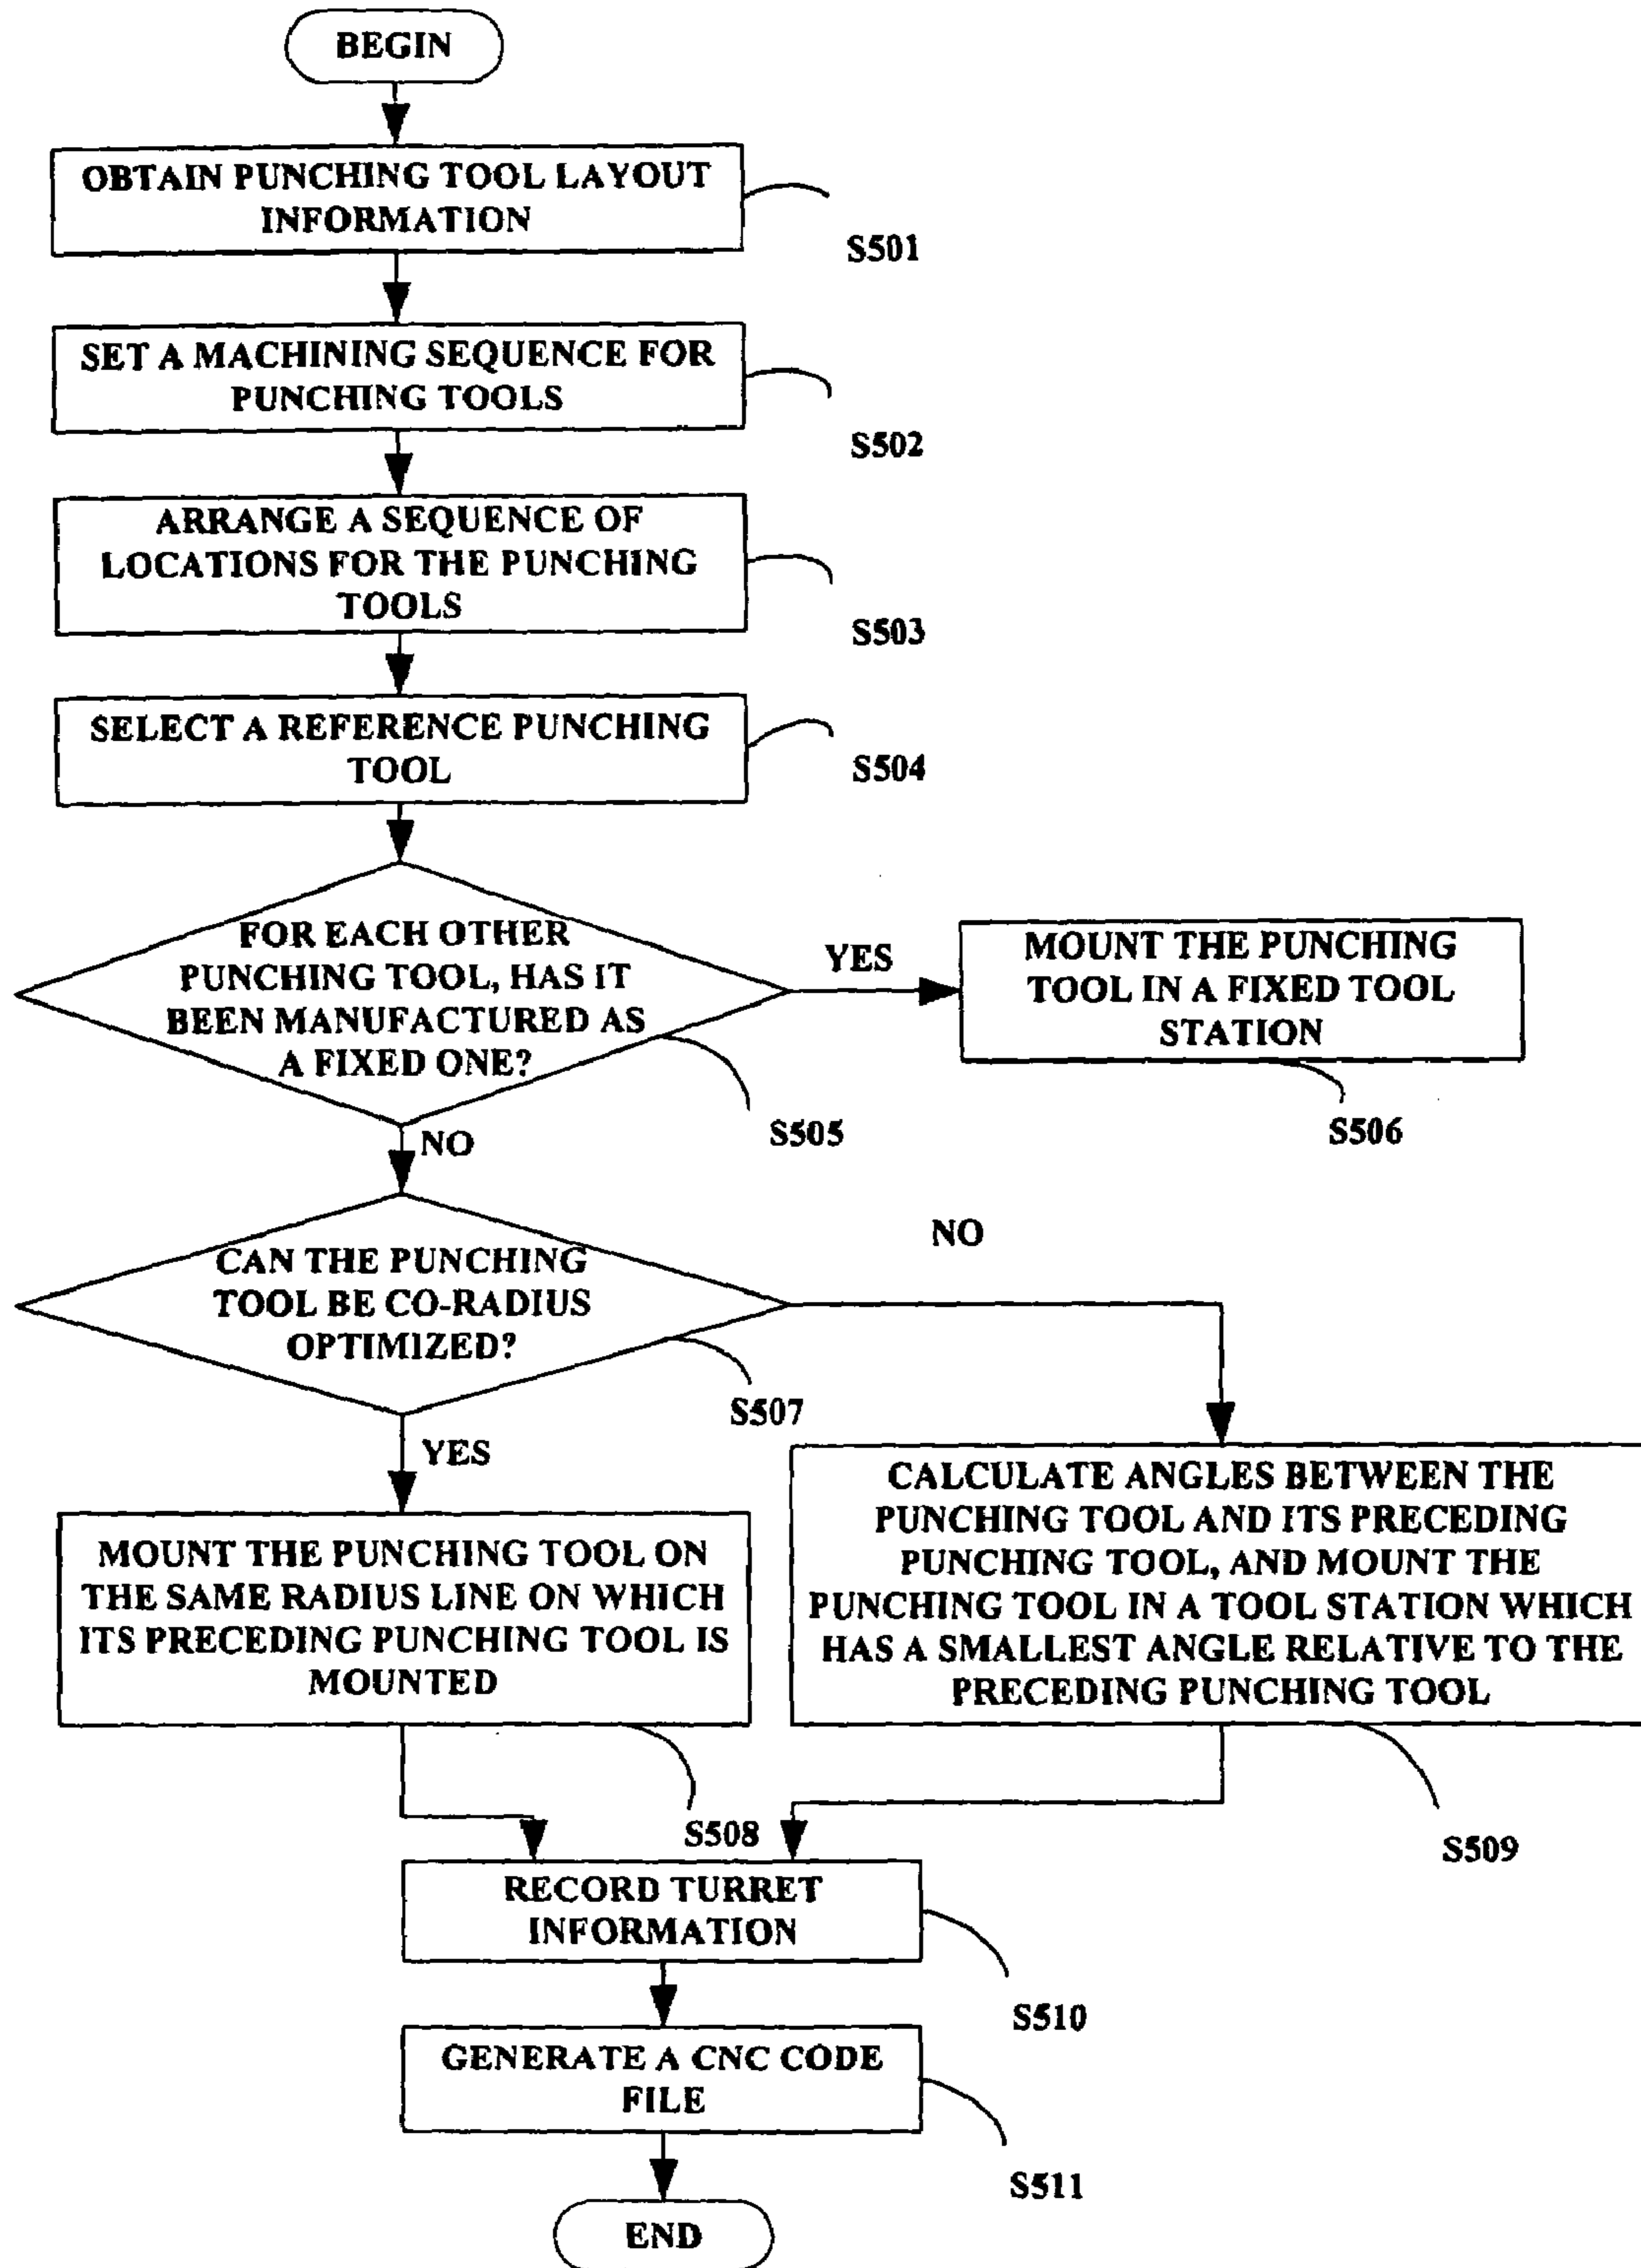 BEGIN
OBTAIN PUNCHING TOOL LAYOUT
INFORMATION
S501
SET A MACHINING SEQUENCE FOR
PUNCHING TOOLS
S502
ARRANGE A SEQUENCE OF
LOCATIONS FOR THE PUNCHING
TOOLS
S503
SELECT A REFERENCE PUNCHING
TOOL
S504
FOR EACH OTHER
PUNCHING TOOL, HAS IT
BEEN MANUFACTURED AS
A FIXED ONE?
S505
YES
MOUNT THE PUNCHING
TOOL IN A FIXED TOOL
STATION
S506
NO
CAN THE PUNCHING
TOOL BE CO-RADIUS
OPTIMIZED?
S507
NO
YES
MOUNT THE PUNCHING TOOL ON
THE SAME RADIUS LINE ON WHICH
ITS PRECEDING PUNCHING TOOL IS
MOUNTED
S508
CALCULATE ANGLES BETWEEN THE
PUNCHING TOOL AND ITS PRECEDING
PUNCHING TOOL, AND MOUNT THE
PUNCHING TOOL IN A TOOL STATION WHICH
HAS A SMALLEST ANGLE RELATIVE TO THE
PRECEDING PUNCHING TOOL
S509
RECORD TURRET
INFORMATION
S510
GENERATE A CNC CODE
FILE
S511
END